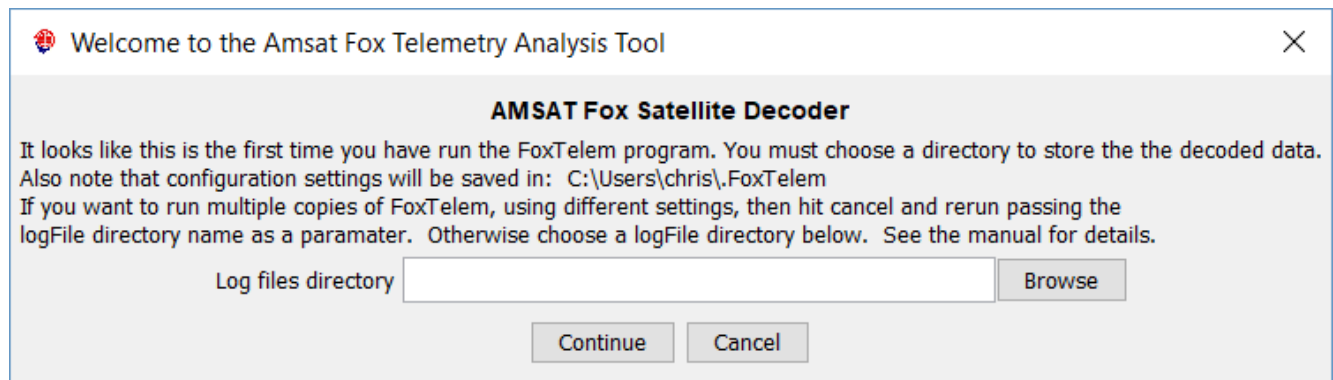 Welcome to the Amsat Fox Telemetry Analysis Tool
AMSAT Fox Satellite Decoder
It looks like this is the first time you have run the FoxTelem program. You must choose a directory to store the the decoded data.
Also note that configuration settings will be saved in: C:\Users\chris\.FoxTelem
If you want to run multiple copies of FoxTelem, using different settings, then hit cancel and rerun passing the
logFile directory name as a paramater. Otherwise choose a logFile directory below. See the manual for details.
Log files directory Browse
Continue Cancel